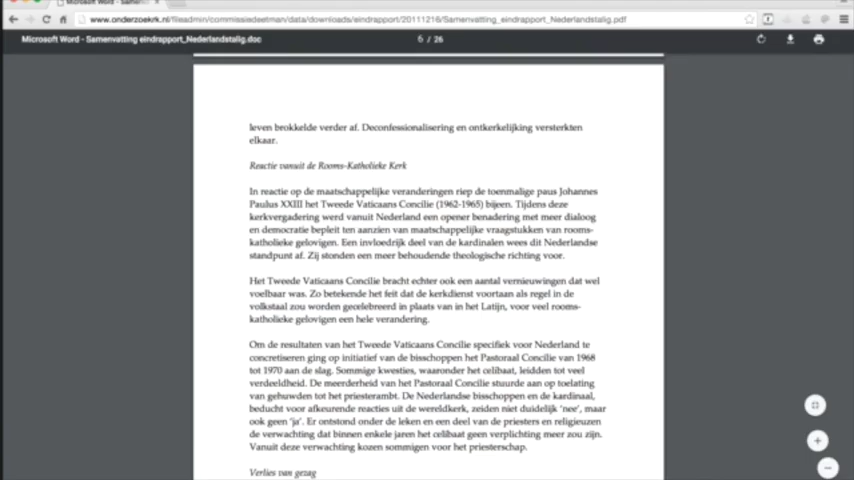 Microsoft Word - Samenva
www.onderzoekrk.nl/fileadmin/commissiedeetman/data/downloads/eindrapport/20111216/Samenvatting_eindrapport_Nederlandstalig.pdf
Microsoft Word - Samenvatting eindrapport_Nederlandstalig.doc
6 / 26
leven brokkelde verder af. Deconfessionalisering en ontkerkelijking versterkten
elkaar.
Reactie vanuit de Rooms-Katholieke Kerk
In reactie op de maatschappelijke veranderingen riep de toenmalige paus Johannes
Paulus XXIII het Tweede Vaticaans Concilie (1962-1965) bijeen. Tijdens deze
kerkvergadering werd vanuit Nederland een opener benadering met meer dialoog
en democratie bepleit ten aanzien van maatschappelijke vraagstukken van rooms-
katholieke gelovigen. Een invloedrijk deel van de kardinalen wees dit Nederlandse
standpunt af. Zij stonden een meer behoudende theologische richting voor.
Het Tweede Vaticaans Concilie bracht echter ook een aantal vernieuwingen dat wel
voelbaar was. Zo betekende het feit dat de kerkdienst voortaan als regel in de
volkstaal zou worden gecelebreerd in plaats van in het Latijn, voor veel rooms-
katholieke gelovigen een hele verandering.
Om de resultaten van het Tweede Vaticaans Concilie specifiek voor Nederland te
concretiseren ging op initiatief van de bisschoppen het Pastoraal Concilie van 1968
tot 1970 aan de slag. Sommige kwesties, waaronder het celibaat, leidden tot veel
verdeeldheid. De meerderheid van het Pastoraal Concilie stuurde aan op toelating
van gehuwden tot het priesterambt. De Nederlandse bisschoppen en de kardinaal,
beducht voor afkeurende reacties uit de wereldkerk, zeiden niet duidelijk 'nee', maar
ook geen 'ja'. Er ontstond onder de leken en een deel van de priesters en religieuzen
de verwachting dat binnen enkele jaren het celibaat geen verplichting meer zou zijn.
Vanuit deze verwachting kozen sommigen voor het priesterschap.
Verlies van gezag